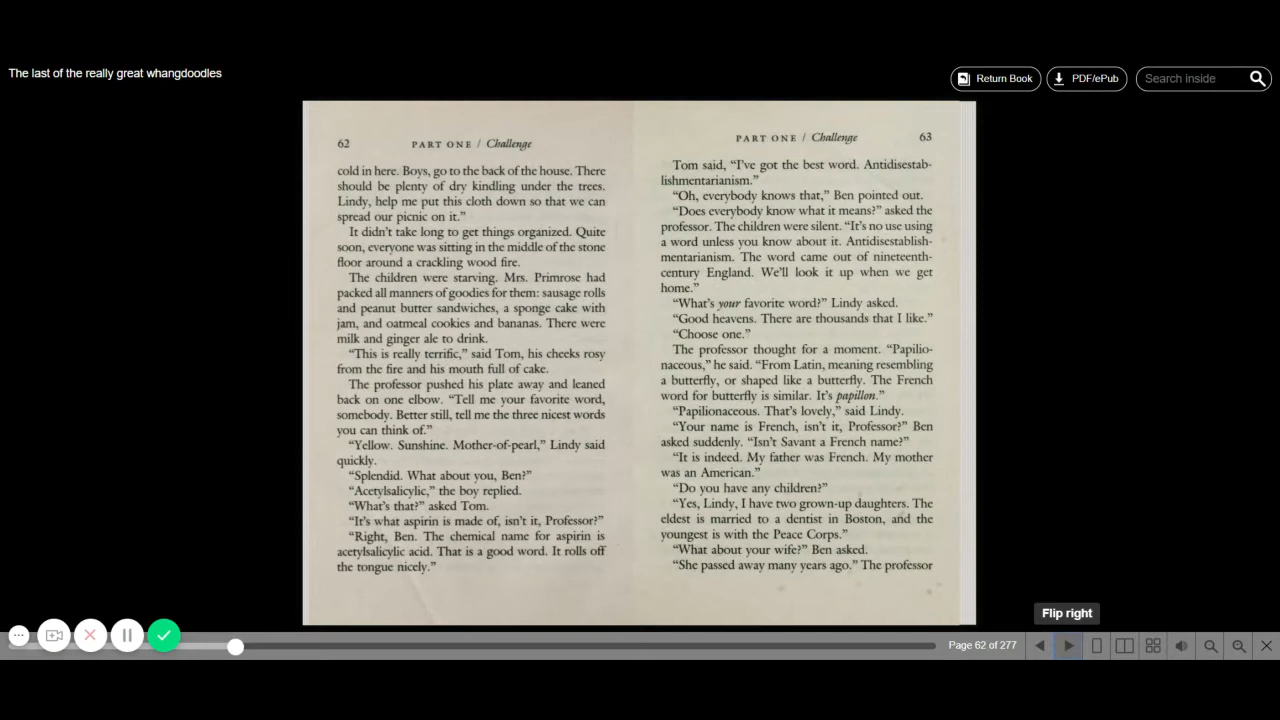 The last of the really great whangdoodles
Return Book
PDF/ePub
Search inside
62 PART ONE / Challenge
cold in here. Boys, go to the back of the house. There
should be plenty of dry kindling under the trees.
Lindy, help me put this cloth down so that we can
spread our picnic on it.”
It didn’t take long to get things organized. Quite
soon, everyone was sitting in the middle of the stone
floor around a crackling wood fire.
The children were starving. Mrs. Primrose had
packed all manners of goodies for them: sausage rolls
and peanut butter sandwiches, a sponge cake with
jam, and oatmeal cookies and bananas. There were
milk and ginger ale to drink.
“This is really terrific,” said Tom, his cheeks rosy
from the fire and his mouth full of cake.
The professor pushed his plate away and leaned
back on one elbow. “Tell me your favorite word,
somebody. Better still, tell me the three nicest words
you can think of.”
“Yellow. Sunshine. Mother-of-pearl,” Lindy said
quickly.
“Splendid. What about you, Ben?”
“Acetylsalicylic,” the boy replied.
“What’s that?” asked Tom.
“It’s what aspirin is made of, isn’t it, Professor?”
“Right, Ben. The chemical name for aspirin is
acetylsalicylic acid. That is a good word. It rolls off
the tongue nicely.”
PART ONE / Challenge 63
Tom said, “I’ve got the best word. Antidisestab-
lishmentarianism.”
“Oh, everybody knows that,” Ben pointed out.
“Does everybody know what it means?” asked the
professor. The children were silent. “It’s no use using
a word unless you know about it. Antidisestablish-
mentarianism. The word came out of nineteenth-
century England. We’ll look it up when we get
home.”
“What’s your favorite word?” Lindy asked.
“Good heavens. There are thousands that I like.”
“Choose one.”
The professor thought for a moment. “Papilio-
naceous,” he said. “From Latin, meaning resembling
a butterfly, or shaped like a butterfly. The French
word for butterfly is similar. It’s papillon.”
“Papilionaceous. That’s lovely,” said Lindy.
“Your name is French, isn’t it, Professor?” Ben
asked suddenly. “Isn’t Savant a French name?”
“It is indeed. My father was French. My mother
was an American.”
“Do you have any children?”
“Yes, Lindy, I have two grown-up daughters. The
eldest is married to a dentist in Boston, and the
youngest is with the Peace Corps.”
“What about your wife?” Ben asked.
“She passed away many years ago.” The professor
Flip right
Page 62 of 277